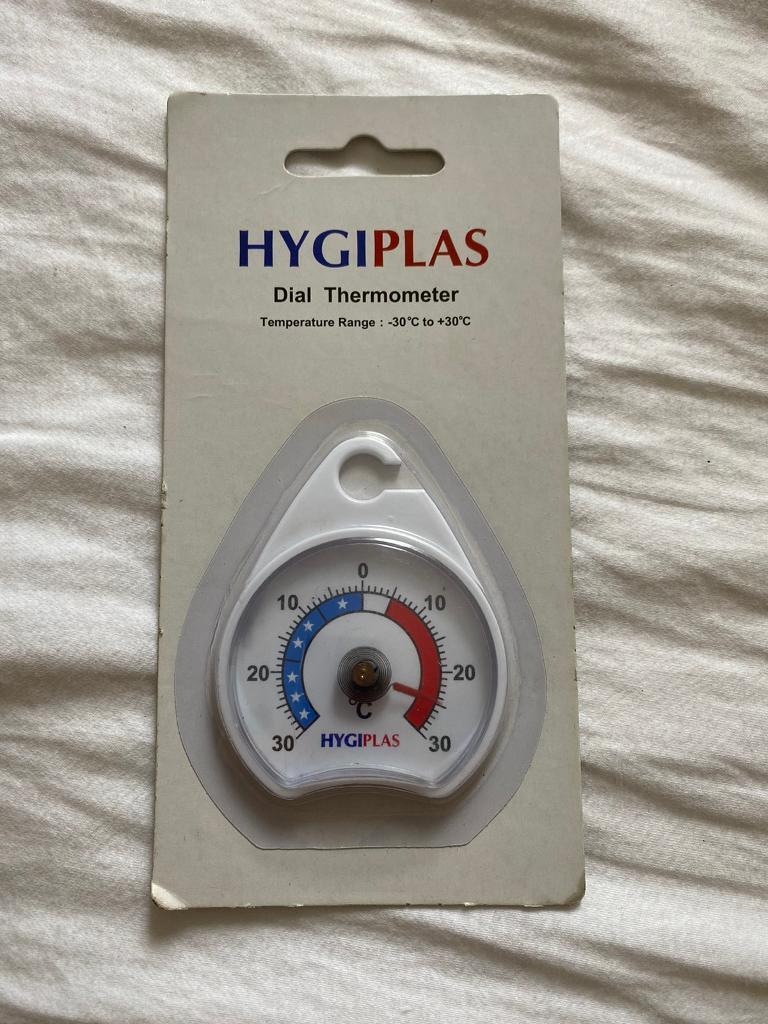 HYGIPLAS
Dial Thermometer
Temperature Range : -30°C to +30°C
0
10 10
20 20
°C
30 HYGIPLAS 30